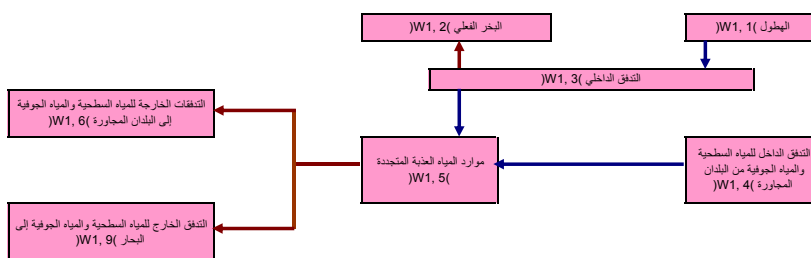 الهطول )W1, 1(
البخر الفعلي )W1, 2(
التدفق الداخلي )W1, 3(
التدفقات الخارجة للمياه السطحية والمياه الجوفية
إلى البلدان المجاورة )W1, 6(
موارد المياه العذبة المتجددة
)W1, 5(
التدفق الداخل للمياه السطحية
والمياه الجوفية من البلدان
المجاورة )W1, 4(
التدفق الخارج للمياه السطحية والمياه الجوفية إلى
البحار )W1, 9(